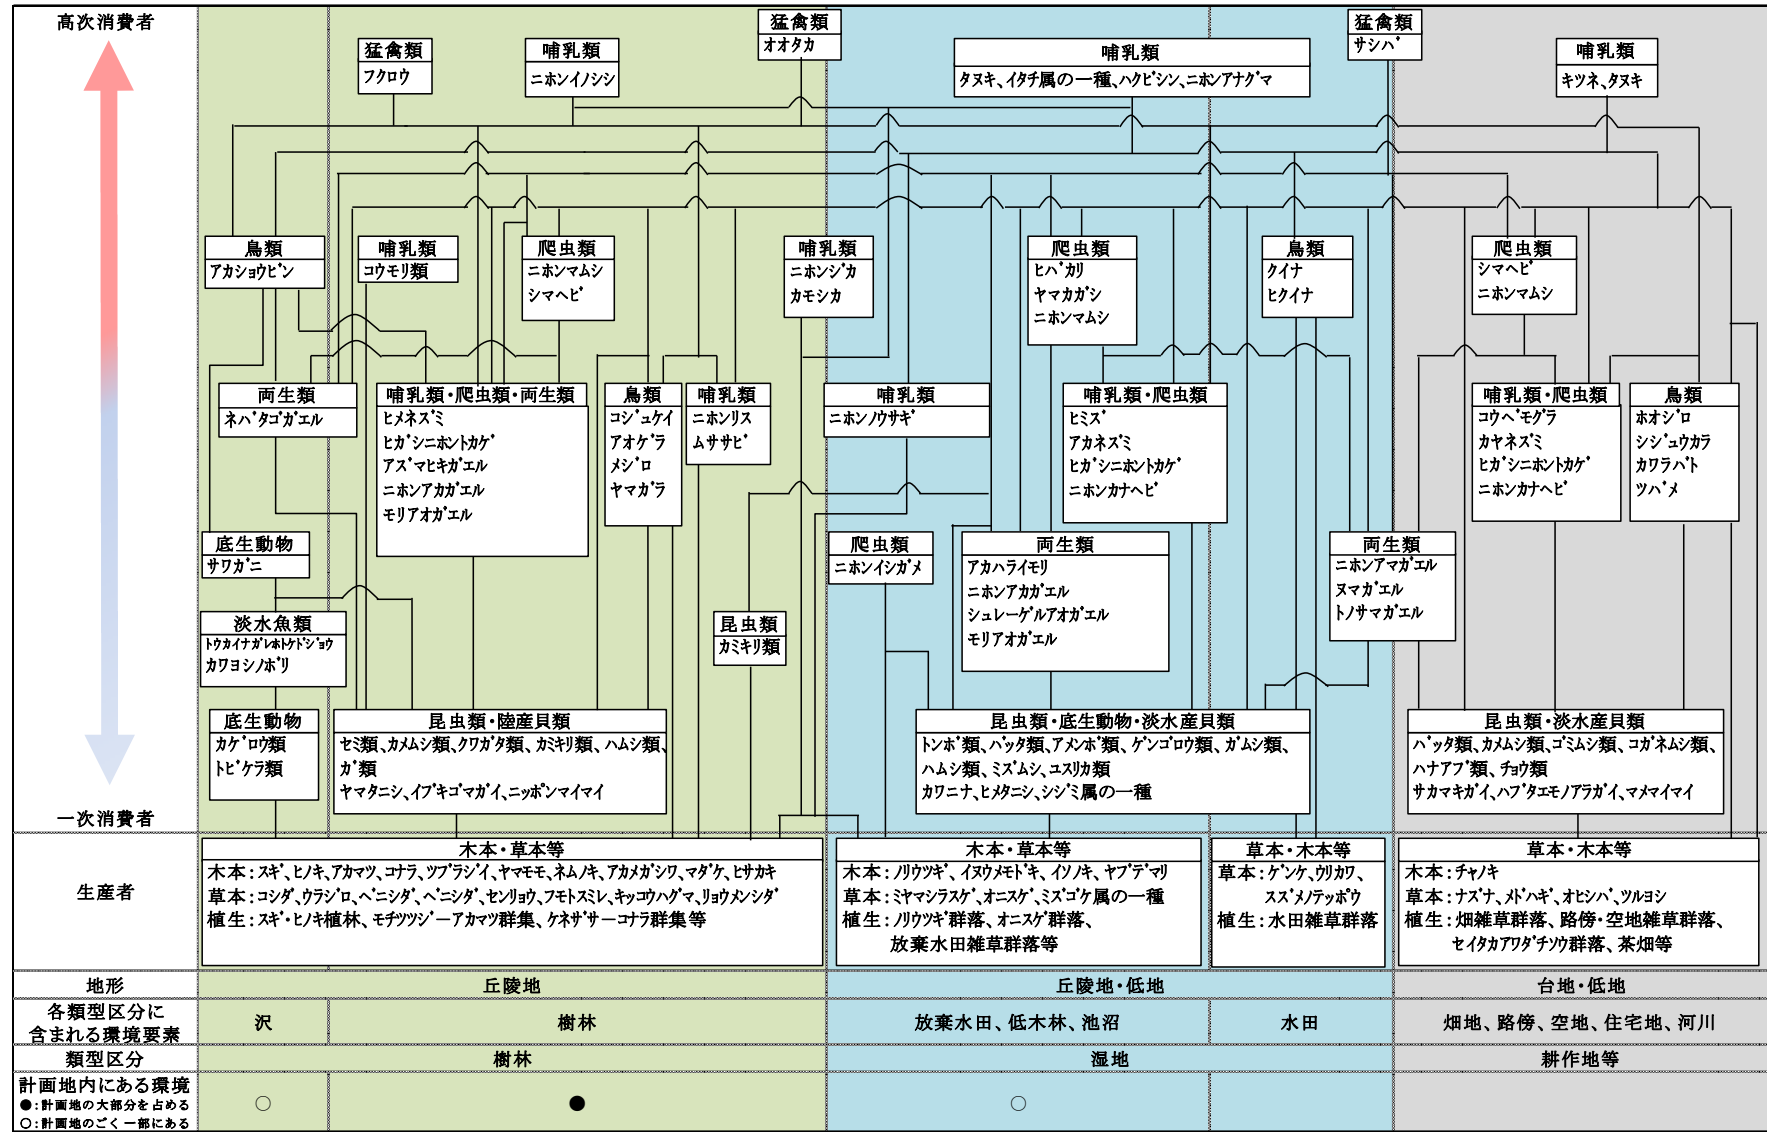 高次消費者
猛禽類
オオタカ
猛禽類
サシバ
猛禽類
フクロウ
哺乳類
ニホンイノシシ
哺乳類
タヌキ、イタチ属の一種、ハクビシン、ニホンアナグマ
哺乳類
キツネ、タヌキ
鳥類
アカショウビン
哺乳類
コウモリ類
爬虫類
ニホンマムシ
シマヘビ
哺乳類
ニホンジカ
カモシカ
爬虫類
ヒバカリ
ヤマカガシ
ニホンマムシ
鳥類
クイナ
ヒクイナ
爬虫類
シマヘビ
ニホンマムシ
両生類
ネバタゴガエル
哺乳類・爬虫類・両生類
ヒメネズミ
ヒガシニホントカゲ
アズマヒキガエル
ニホンアカガエル
モリアオガエル
鳥類
コジュケイ
アオゲラ
メジロ
ヤマガラ
哺乳類
ニホンリス
ムササビ
哺乳類
ニホンノウサギ
哺乳類・爬虫類
ヒミズ
アカネズミ
ヒガシニホントカゲ
ニホンカナヘビ
哺乳類・爬虫類
コウベモグラ
カヤネズミ
ヒガシニホントカゲ
ニホンカナヘビ
鳥類
ホオジロ
シジュウカラ
カワラバト
ツバメ
底生動物
サワガニ
爬虫類
ニホンイシガメ
両生類
アカハライモリ
ニホンアカガエル
シュレーゲルアオガエル
モリアオガエル
両生類
ニホンアマガエル
ヌマガエル
トノサマガエル
淡水魚類
トウカイナガレホトケドジョウ
カワヨシノボリ
昆虫類
カミキリ類
底生動物
カゲロウ類
トビケラ類
昆虫類・陸産貝類
セミ類、カメムシ類、クワガタ類、カミキリ類、ハムシ類、
ガ類
ヤマタニシ、イブキゴマガイ、ニッポンマイマイ
昆虫類・底生動物・淡水産貝類
トンボ類、バッタ類、アメンボ類、ゲンゴロウ類、ガムシ類、
ハムシ類、ミズムシ、ユスリカ類
カワニナ、ヒメタニシ、シジミ属の一種
昆虫類・淡水産貝類
バッタ類、カメムシ類、ゴミムシ類、コガネムシ類、
ハナアブ類、チョウ類
サカマキガイ、ハブタエモノアラガイ、マメマイマイ
一次消費者
生産者
木本・草本等
木本：スギ、ヒノキ、アカマツ、コナラ、ツブラジイ、ヤマモモ、ネムノキ、アカメガシワ、マダケ、ヒサカキ
草本：コシダ、ウラジロ、ベニシダ、ベニシダ、センリョウ、フモトスミレ、キッコウハグマ、リョウメンシダ
植生：スギ・ヒノキ植林、モチツツジーアカマツ群集、ケネザサーコナラ群集等
木本・草本等
木本：ノリウツギ、イヌウメモドキ、イソノキ、ヤブデマリ
草本：ミヤマシラスゲ、オニスゲ、ミズゴケ属の一種
植生：ノリウツギ群落、オニスゲ群落、
放棄水田雑草群落等
草本・木本等
草本：ゲンゲ、ウリカワ、
スズメノテッポウ
植生：水田雑草群落
草本・木本等
木本：チャノキ
草本：ナズナ、メドハギ、オヒシバ、ツルヨシ
植生：畑雑草群落、路傍・空地雑草群落、
セイタカアワダチソウ群落、茶畑等
地形
丘陵地
丘陵地・低地
台地・低地
各類型区分に
含まれる環境要素
沢
樹林
放棄水田、低木林、池沼
水田
畑地、路傍、空地、住宅地、河川
類型区分
樹林
湿地
耕作地等
計画地内にある環境
●：計画地の大部分を占める
○：計画地のごく一部にある
○
●
○